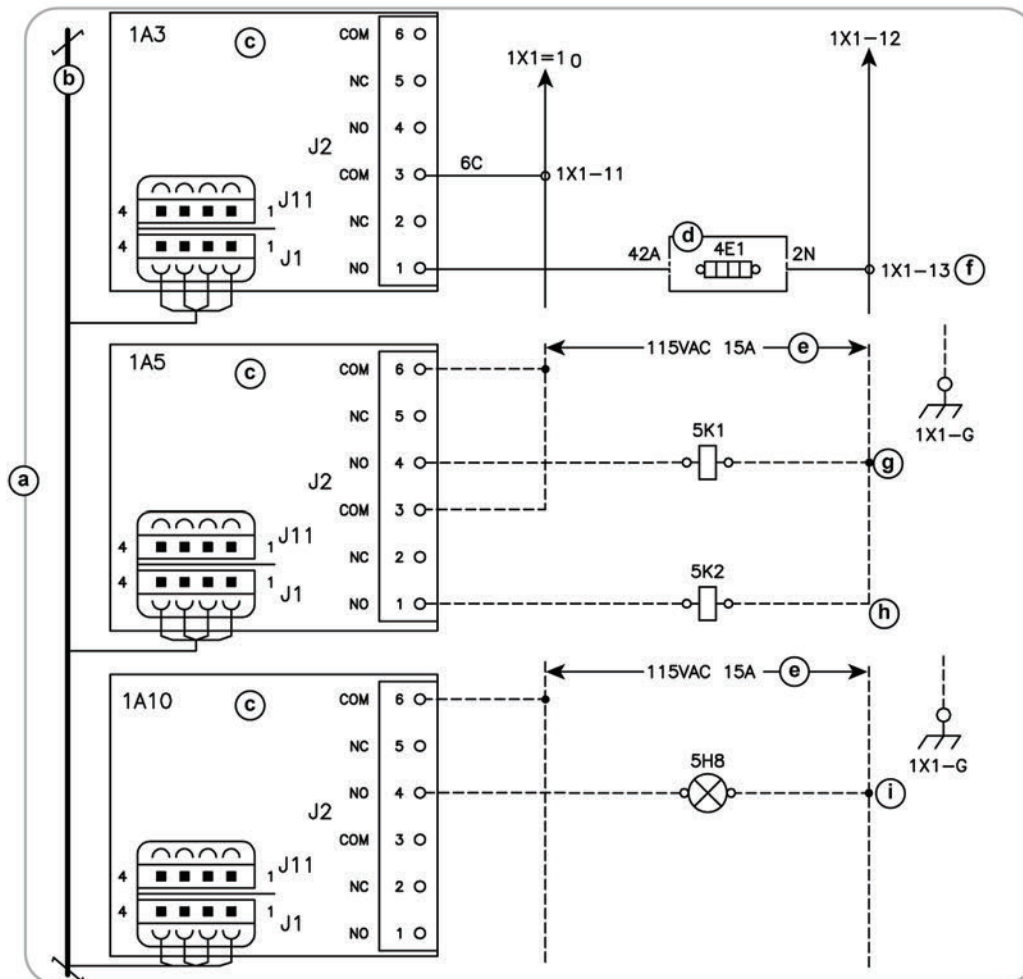 1A3
c
COM 6
1X1=10
1X1-12
b
NC 5
NO 4
J2
COM 3
6C
1X1-11
J11
4 1
NC 2
d
4 1
J1
NO 1
42A
4E1
2N
1X1-13
f
1A5
c
COM 6
115VAC 15A
e
NC 5
1X1-G
5K1
NO 4
g
a
J2
COM 3
J11
4 1
NC 2
5K2
4 1
J1
NO 1
h
1A10
c
COM 6
115VAC 15A
e
NC 5
1X1-G
5H8
NO 4
i
J2
COM 3
J11
4 1
NC 2
4 1
J1
NO 1